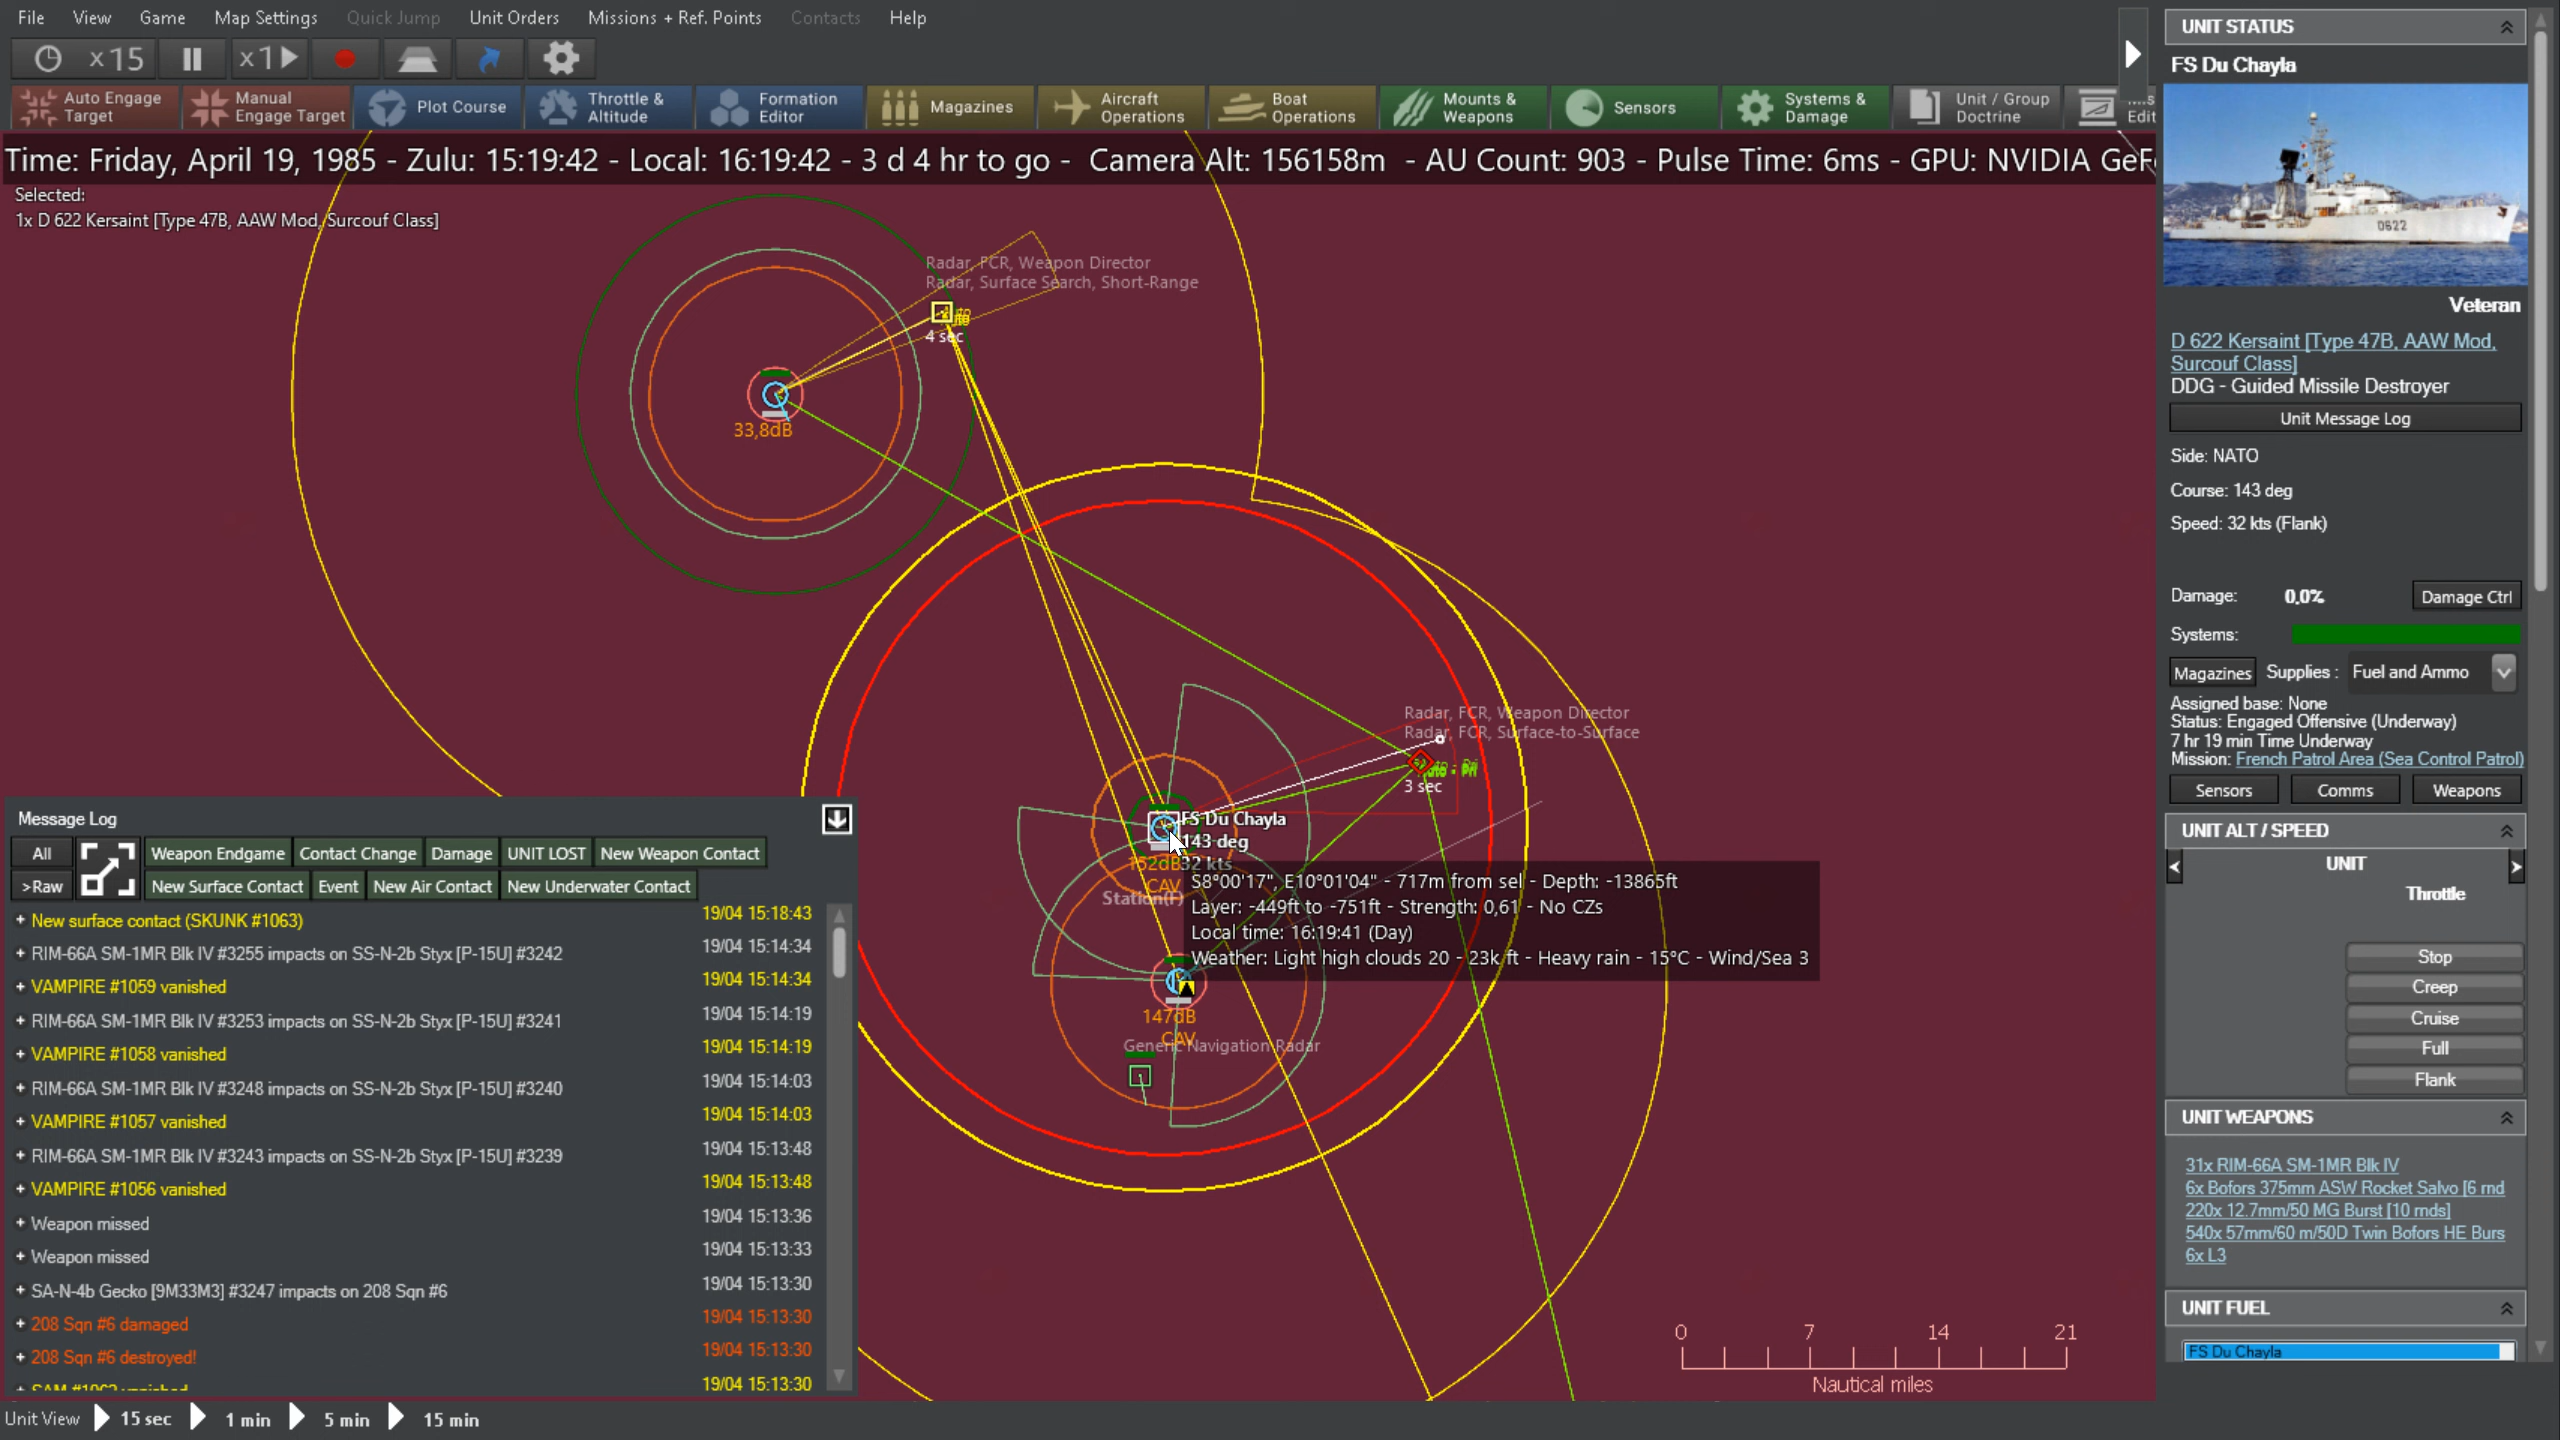 File View Game Map Settings Quick Jump Unit Orders Missions + Ref. Points Contacts Help
x15 x1
Auto Engage Target
Manual Engage Target
Plot Course
Throttle & Altitude
Formation Editor
Magazines
Aircraft Operations
Boat Operations
Mounts & Weapons
Sensors
Systems & Damage
Unit / Group Doctrine
Time: Friday, April 19, 1985 - Zulu: 15:19:42 - Local: 16:19:42 - 3 d 4 hr to go - Camera Alt: 156158m - AU Count: 903 - Pulse Time: 6ms - GPU: NVIDIA GeF
Selected:
1x D 622 Kersaint [Type 47B, AAW Mod, Surcouf Class]
Radar, FCR, Weapon Director
Radar, Surface Search, Short-Range
4 sec
33,8dB
Radar, FCR, Weapon Director
Radar, FCR, Surface-to-Surface
3 sec
FS Du Chayla
143 deg
32 kts
152dB
CAV
Station(F)
S8°00'17", E10°01'04" - 717m from sel - Depth: -13865ft
Layer: -449ft to -751ft - Strength: 0,61 - No CZs
Local time: 16:19:41 (Day)
Weather: Light high clouds 20 - 23k ft - Heavy rain - 15°C - Wind/Sea 3
147dB
CAV
Generic Navigation Radar
0 7 14 21
Nautical miles
Message Log
All Weapon Endgame Contact Change Damage UNIT LOST New Weapon Contact
>Raw New Surface Contact Event New Air Contact New Underwater Contact
+ New surface contact (SKUNK #1063) 19/04 15:18:43
+ RIM-66A SM-1MR Blk IV #3255 impacts on SS-N-2b Styx [P-15U] #3242 19/04 15:14:34
+ VAMPIRE #1059 vanished 19/04 15:14:34
+ RIM-66A SM-1MR Blk IV #3253 impacts on SS-N-2b Styx [P-15U] #3241 19/04 15:14:19
+ VAMPIRE #1058 vanished 19/04 15:14:19
+ RIM-66A SM-1MR Blk IV #3248 impacts on SS-N-2b Styx [P-15U] #3240 19/04 15:14:03
+ VAMPIRE #1057 vanished 19/04 15:14:03
+ RIM-66A SM-1MR Blk IV #3243 impacts on SS-N-2b Styx [P-15U] #3239 19/04 15:13:48
+ VAMPIRE #1056 vanished 19/04 15:13:48
+ Weapon missed 19/04 15:13:36
+ Weapon missed 19/04 15:13:33
+ SA-N-4b Gecko [9M33M3] #3247 impacts on 208 Sqn #6 19/04 15:13:30
+ 208 Sqn #6 damaged 19/04 15:13:30
+ 208 Sqn #6 destroyed! 19/04 15:13:30
19/04 15:13:30
Unit View 15 sec 1 min 5 min 15 min
UNIT STATUS
FS Du Chayla
D622
Veteran
D 622 Kersaint [Type 47B, AAW Mod,
Surcouf Class]
DDG - Guided Missile Destroyer
Unit Message Log
Side: NATO
Course: 143 deg
Speed: 32 kts (Flank)
Damage: 0,0% Damage Ctrl
Systems:
Magazines Supplies : Fuel and Ammo
Assigned base: None
Status: Engaged Offensive (Underway)
7 hr 19 min Time Underway
Mission: French Patrol Area (Sea Control Patrol)
Sensors Comms Weapons
UNIT ALT / SPEED
< UNIT >
Throttle
Stop
Creep
Cruise
Full
Flank
UNIT WEAPONS
31x RIM-66A SM-1MR Blk IV
6x Bofors 375mm ASW Rocket Salvo [6 rnd
220x 12.7mm/50 MG Burst [10 rnds]
540x 57mm/60 m/50D Twin Bofors HE Burs
6x L3
UNIT FUEL
FS Du Chayla